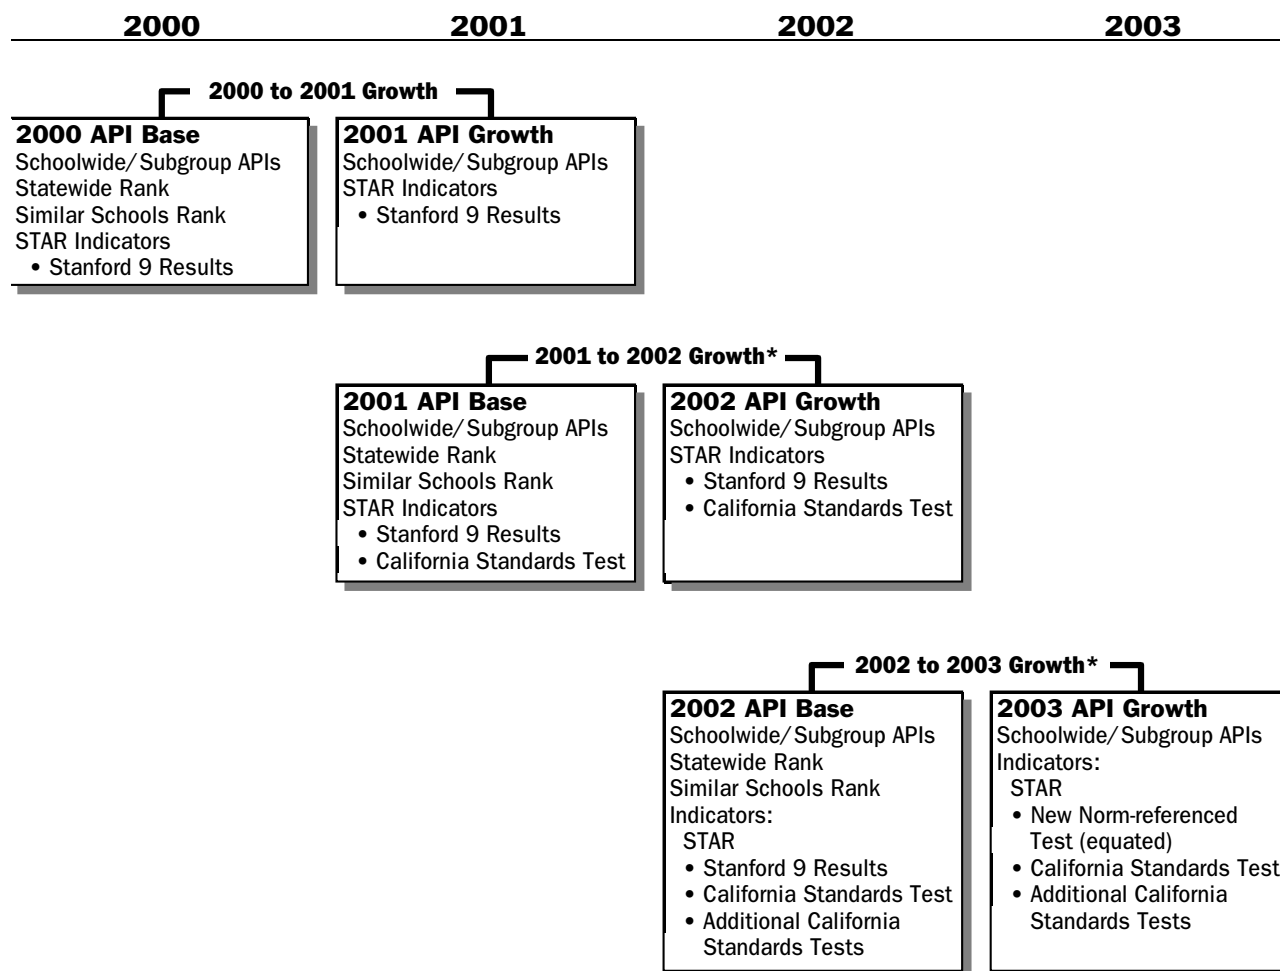 2000 2001 2002 2003
2000 to 2001 Growth
2000 API Base
Schoolwide/Subgroup APIs
Statewide Rank
Similar Schools Rank
STAR Indicators
• Stanford 9 Results
2001 API Growth
Schoolwide/Subgroup APIs
STAR Indicators
• Stanford 9 Results
2001 to 2002 Growth*
2001 API Base
Schoolwide/Subgroup APIs
Statewide Rank
Similar Schools Rank
STAR Indicators
• Stanford 9 Results
• California Standards Test
2002 API Growth
Schoolwide/Subgroup APIs
STAR Indicators
• Stanford 9 Results
• California Standards Test
2002 to 2003 Growth*
2002 API Base
Schoolwide/Subgroup APIs
Statewide Rank
Similar Schools Rank
Indicators:
STAR
• Stanford 9 Results
• California Standards Test
• Additional California
Standards Tests
2003 API Growth
Schoolwide/Subgroup APIs
Indicators:
STAR
• New Norm-referenced
Test (equated)
• California Standards Test
• Additional California
Standards Tests